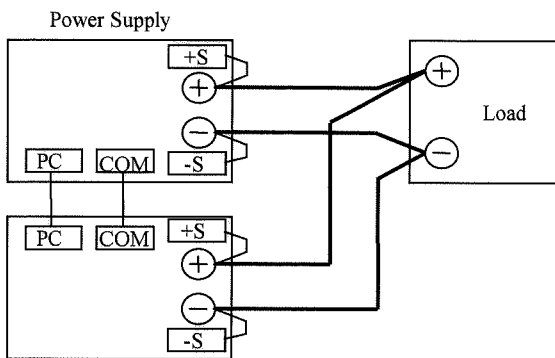 Power Supply
+S
+
−
-S
PC COM
Load
+
−
PC COM
+S
+
−
-S